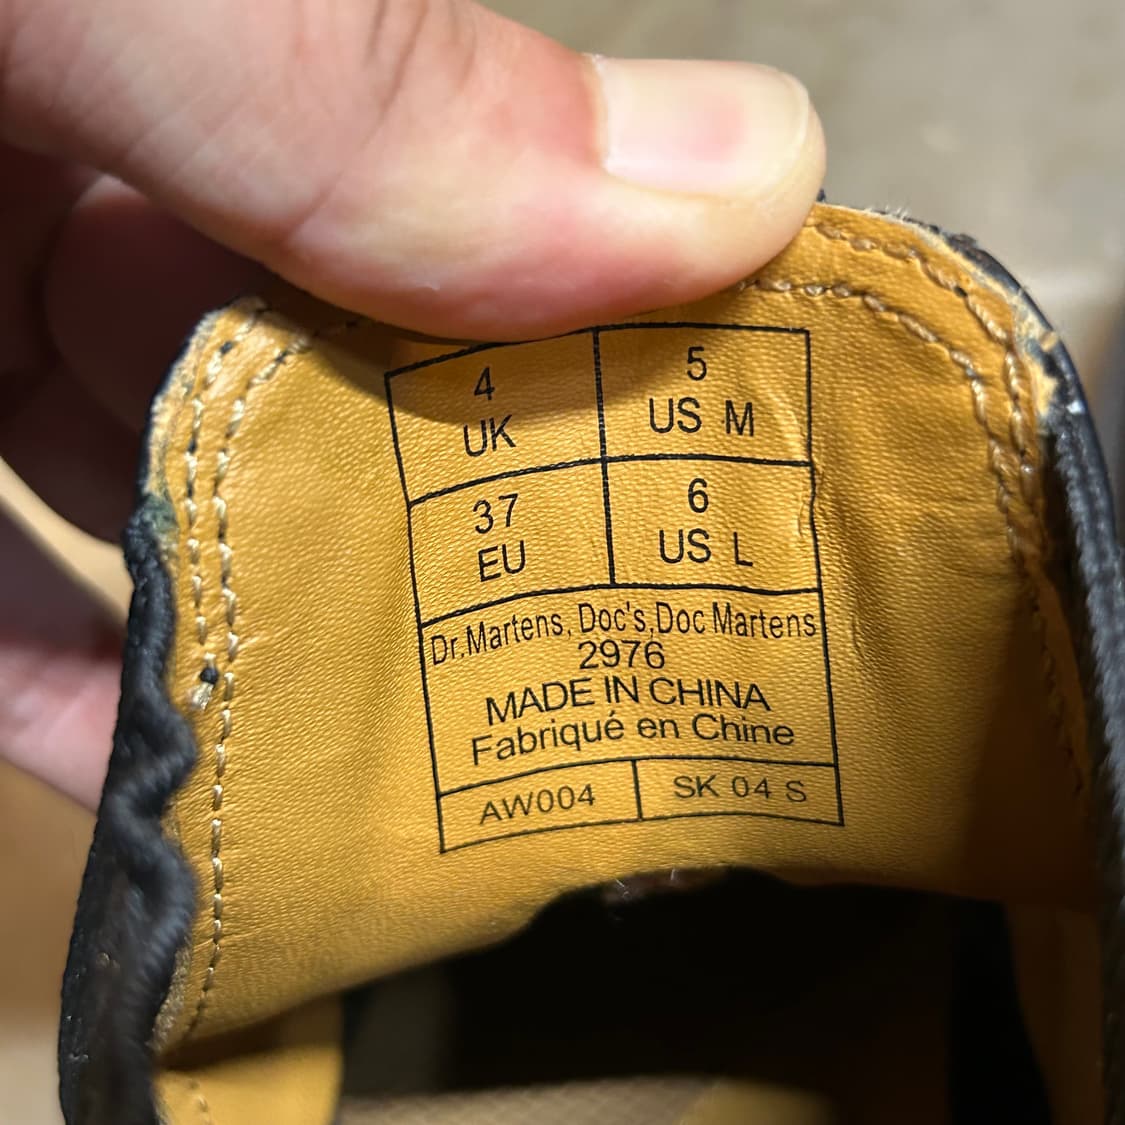 4
UK
5
US M
37
EU
6
US L
Dr.Martens, Doc's,Doc Martens
2976
MADE IN CHINA
Fabriqué en Chine
AW004
SK 04 S